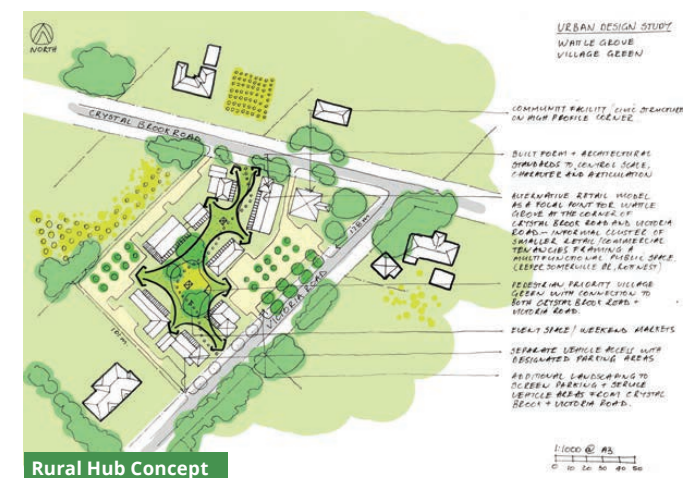 NORTH
URBAN DESIGN STUDY
WATTLE GROVE
VILLAGE GREEN
CRYSTAL BROOK ROAD
COMMUNITY FACILITY / CIVIC STRUCTURE
ON HIGH PROFILE CORNER
BUILT FORM + ARCHITECTURAL
STANDARDS TO CONTROL SCALE,
CHARACTER AND ARTICULATION
ALTERNATIVE RETAIL MODEL
AS A FOCAL POINT FOR WATTLE
GROVE AT THE CORNER OF
CRYSTAL BROOK ROAD AND VICTORIA
ROAD - INFORMAL CLUSTER OF
SMALLER RETAIL/COMMERCIAL
TENANCIES FRAMING A
MULTIFUNCTIONAL PUBLIC SPACE.
SOMERVILLE ROTTNEST)
PEDESTRIAN PRIORITY VILLAGE
GREEN WITH CONNECTION TO
BOTH CRYSTAL BROOK ROAD +
VICTORIA ROAD.
VICTORIA ROAD
EVENT SPACE / WEEKEND MARKETS
SEPARATE VEHICLE ACCESS WITH
DESIGNATED PARKING AREAS
ADDITIONAL LANDSCAPING TO
SCREEN PARKING + SERVICE
VEHICLE AREAS FROM CRYSTAL
BROOK + VICTORIA ROAD.
1:1000 @ A3
0 10 20 30 40 50
Rural Hub Concept